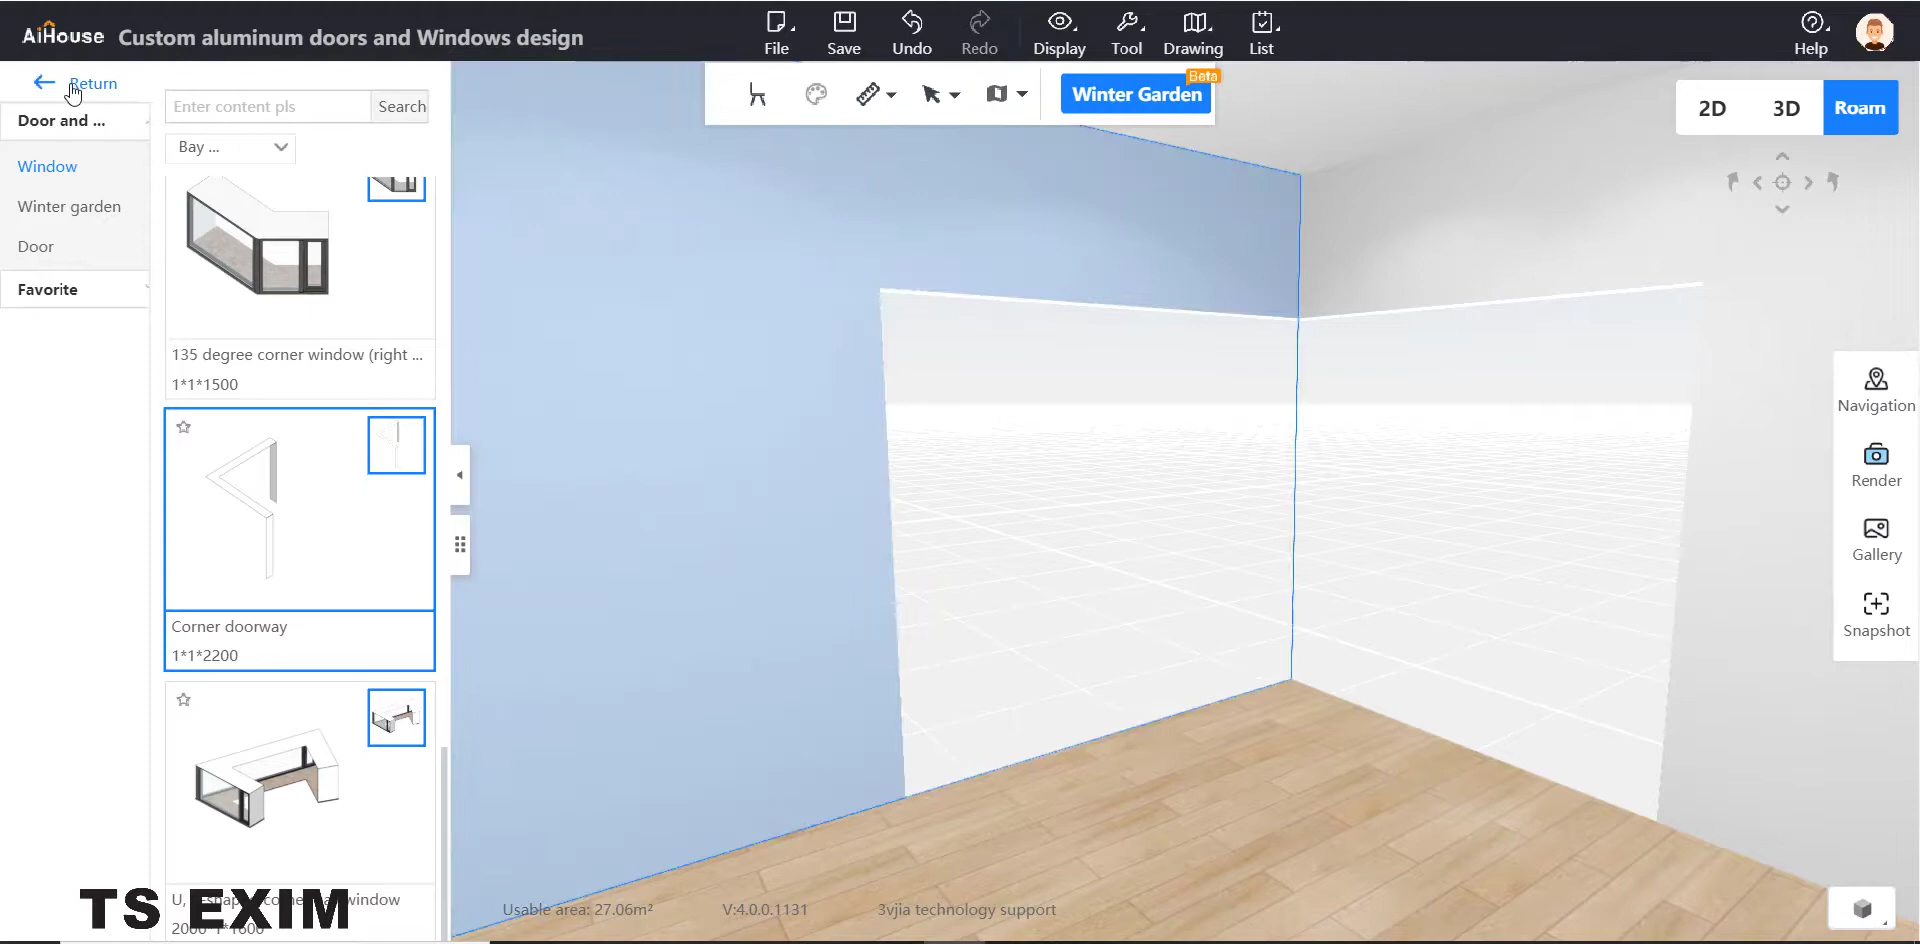 AiHouse
Custom aluminum doors and Windows design
File
Save
Undo
Redo
Display
Tool
Drawing
List
Help
Return
Enter content pls
Search
Winter Garden
Beta
2D
3D
Roam
Door and ...
Bay ...
Window
Winter garden
Door
Favorite
135 degree corner window (right ...
1*1*1500
Corner doorway
1*1*2200
Navigation
Render
Gallery
Snapshot
window
TS EXIM
Usable area: 27.06m²
V:4.0.0.1131
3vjia technology support